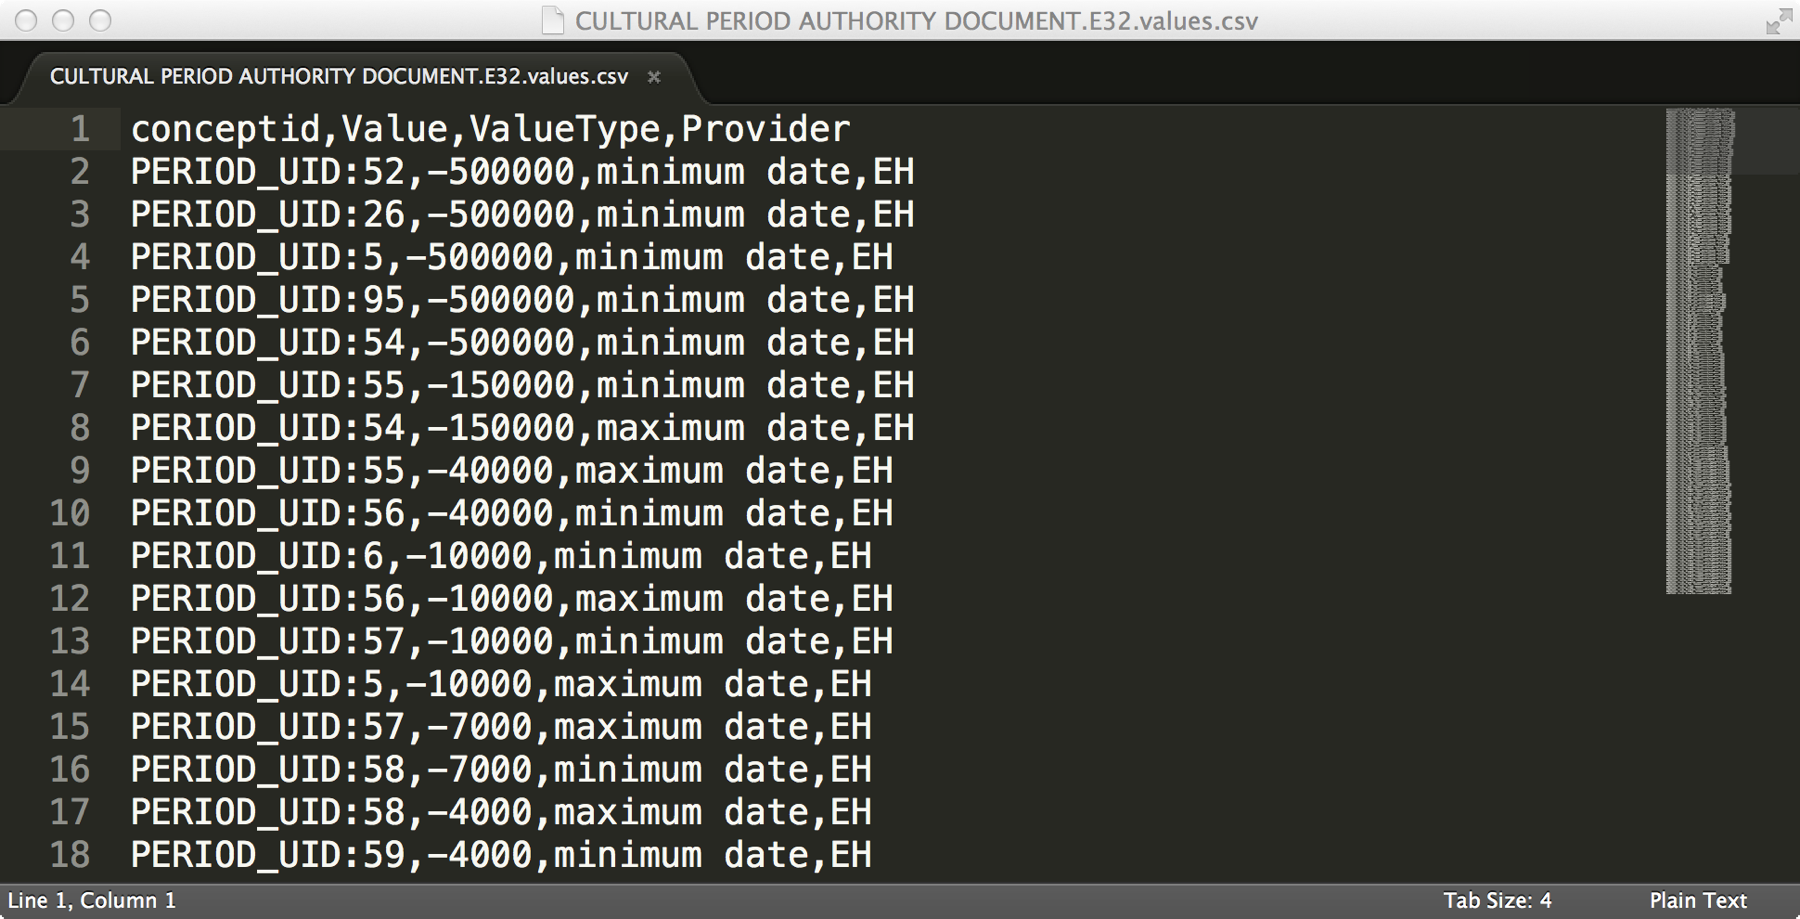 CULTURAL PERIOD AUTHORITY DOCUMENT.E32.values.csv
CULTURAL PERIOD AUTHORITY DOCUMENT.E32.values.csv ×
1 conceptid,Value,ValueType,Provider
2 PERIOD_UID:52,-500000,minimum date,EH
3 PERIOD_UID:26,-500000,minimum date,EH
4 PERIOD_UID:5,-500000,minimum date,EH
5 PERIOD_UID:95,-500000,minimum date,EH
6 PERIOD_UID:54,-500000,minimum date,EH
7 PERIOD_UID:55,-150000,minimum date,EH
8 PERIOD_UID:54,-150000,maximum date,EH
9 PERIOD_UID:55,-40000,maximum date,EH
10 PERIOD_UID:56,-40000,minimum date,EH
11 PERIOD_UID:6,-10000,minimum date,EH
12 PERIOD_UID:56,-10000,maximum date,EH
13 PERIOD_UID:57,-10000,minimum date,EH
14 PERIOD_UID:5,-10000,maximum date,EH
15 PERIOD_UID:57,-7000,maximum date,EH
16 PERIOD_UID:58,-7000,minimum date,EH
17 PERIOD_UID:58,-4000,maximum date,EH
18 PERIOD_UID:59,-4000,minimum date,EH
Line 1, Column 1 Tab Size: 4 Plain Text